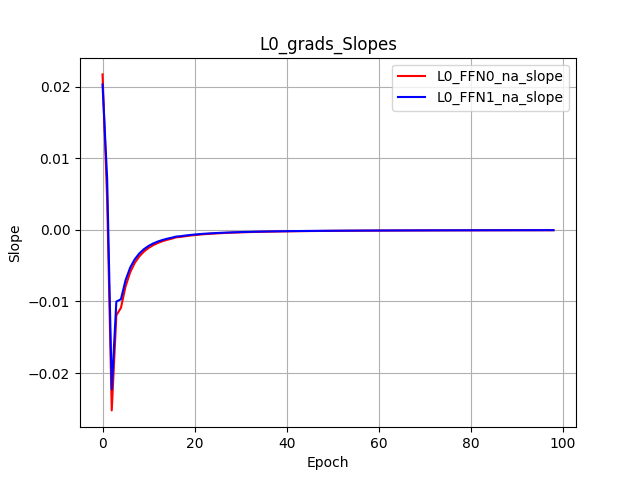 L0_grads_Slopes
L0_FFN0_na_slope
L0_FFN1_na_slope
0.02
0.01
0.00
−0.01
−0.02
Slope
0 20 40 60 80 100
Epoch